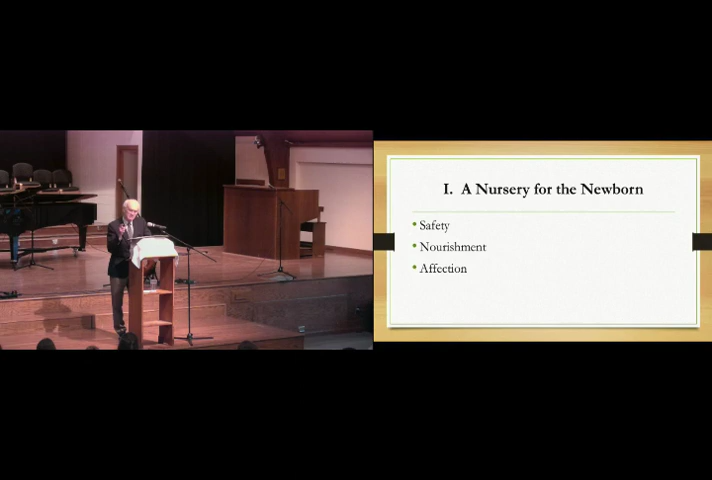 I. A Nursery for the Newborn
• Safety
• Nourishment
• Affection